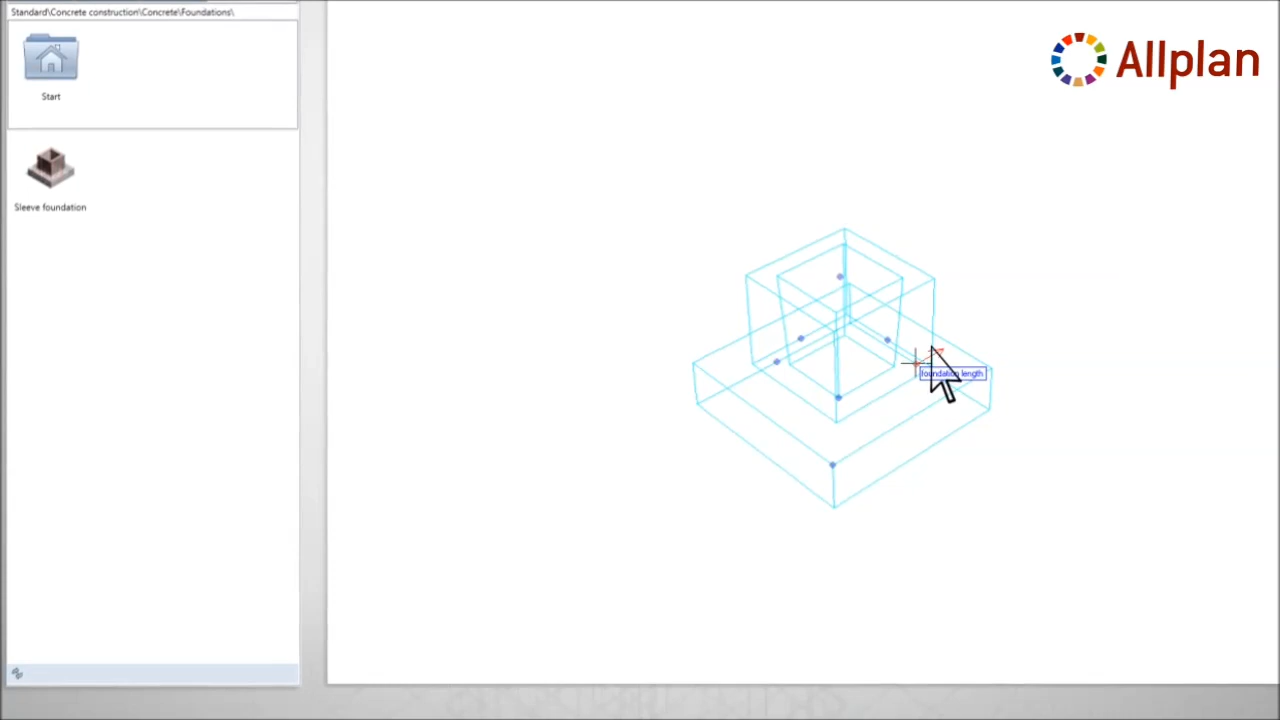 Standard\Concrete construction\Concrete\Foundations\
Allplan
Start
Sleeve foundation
foundation length